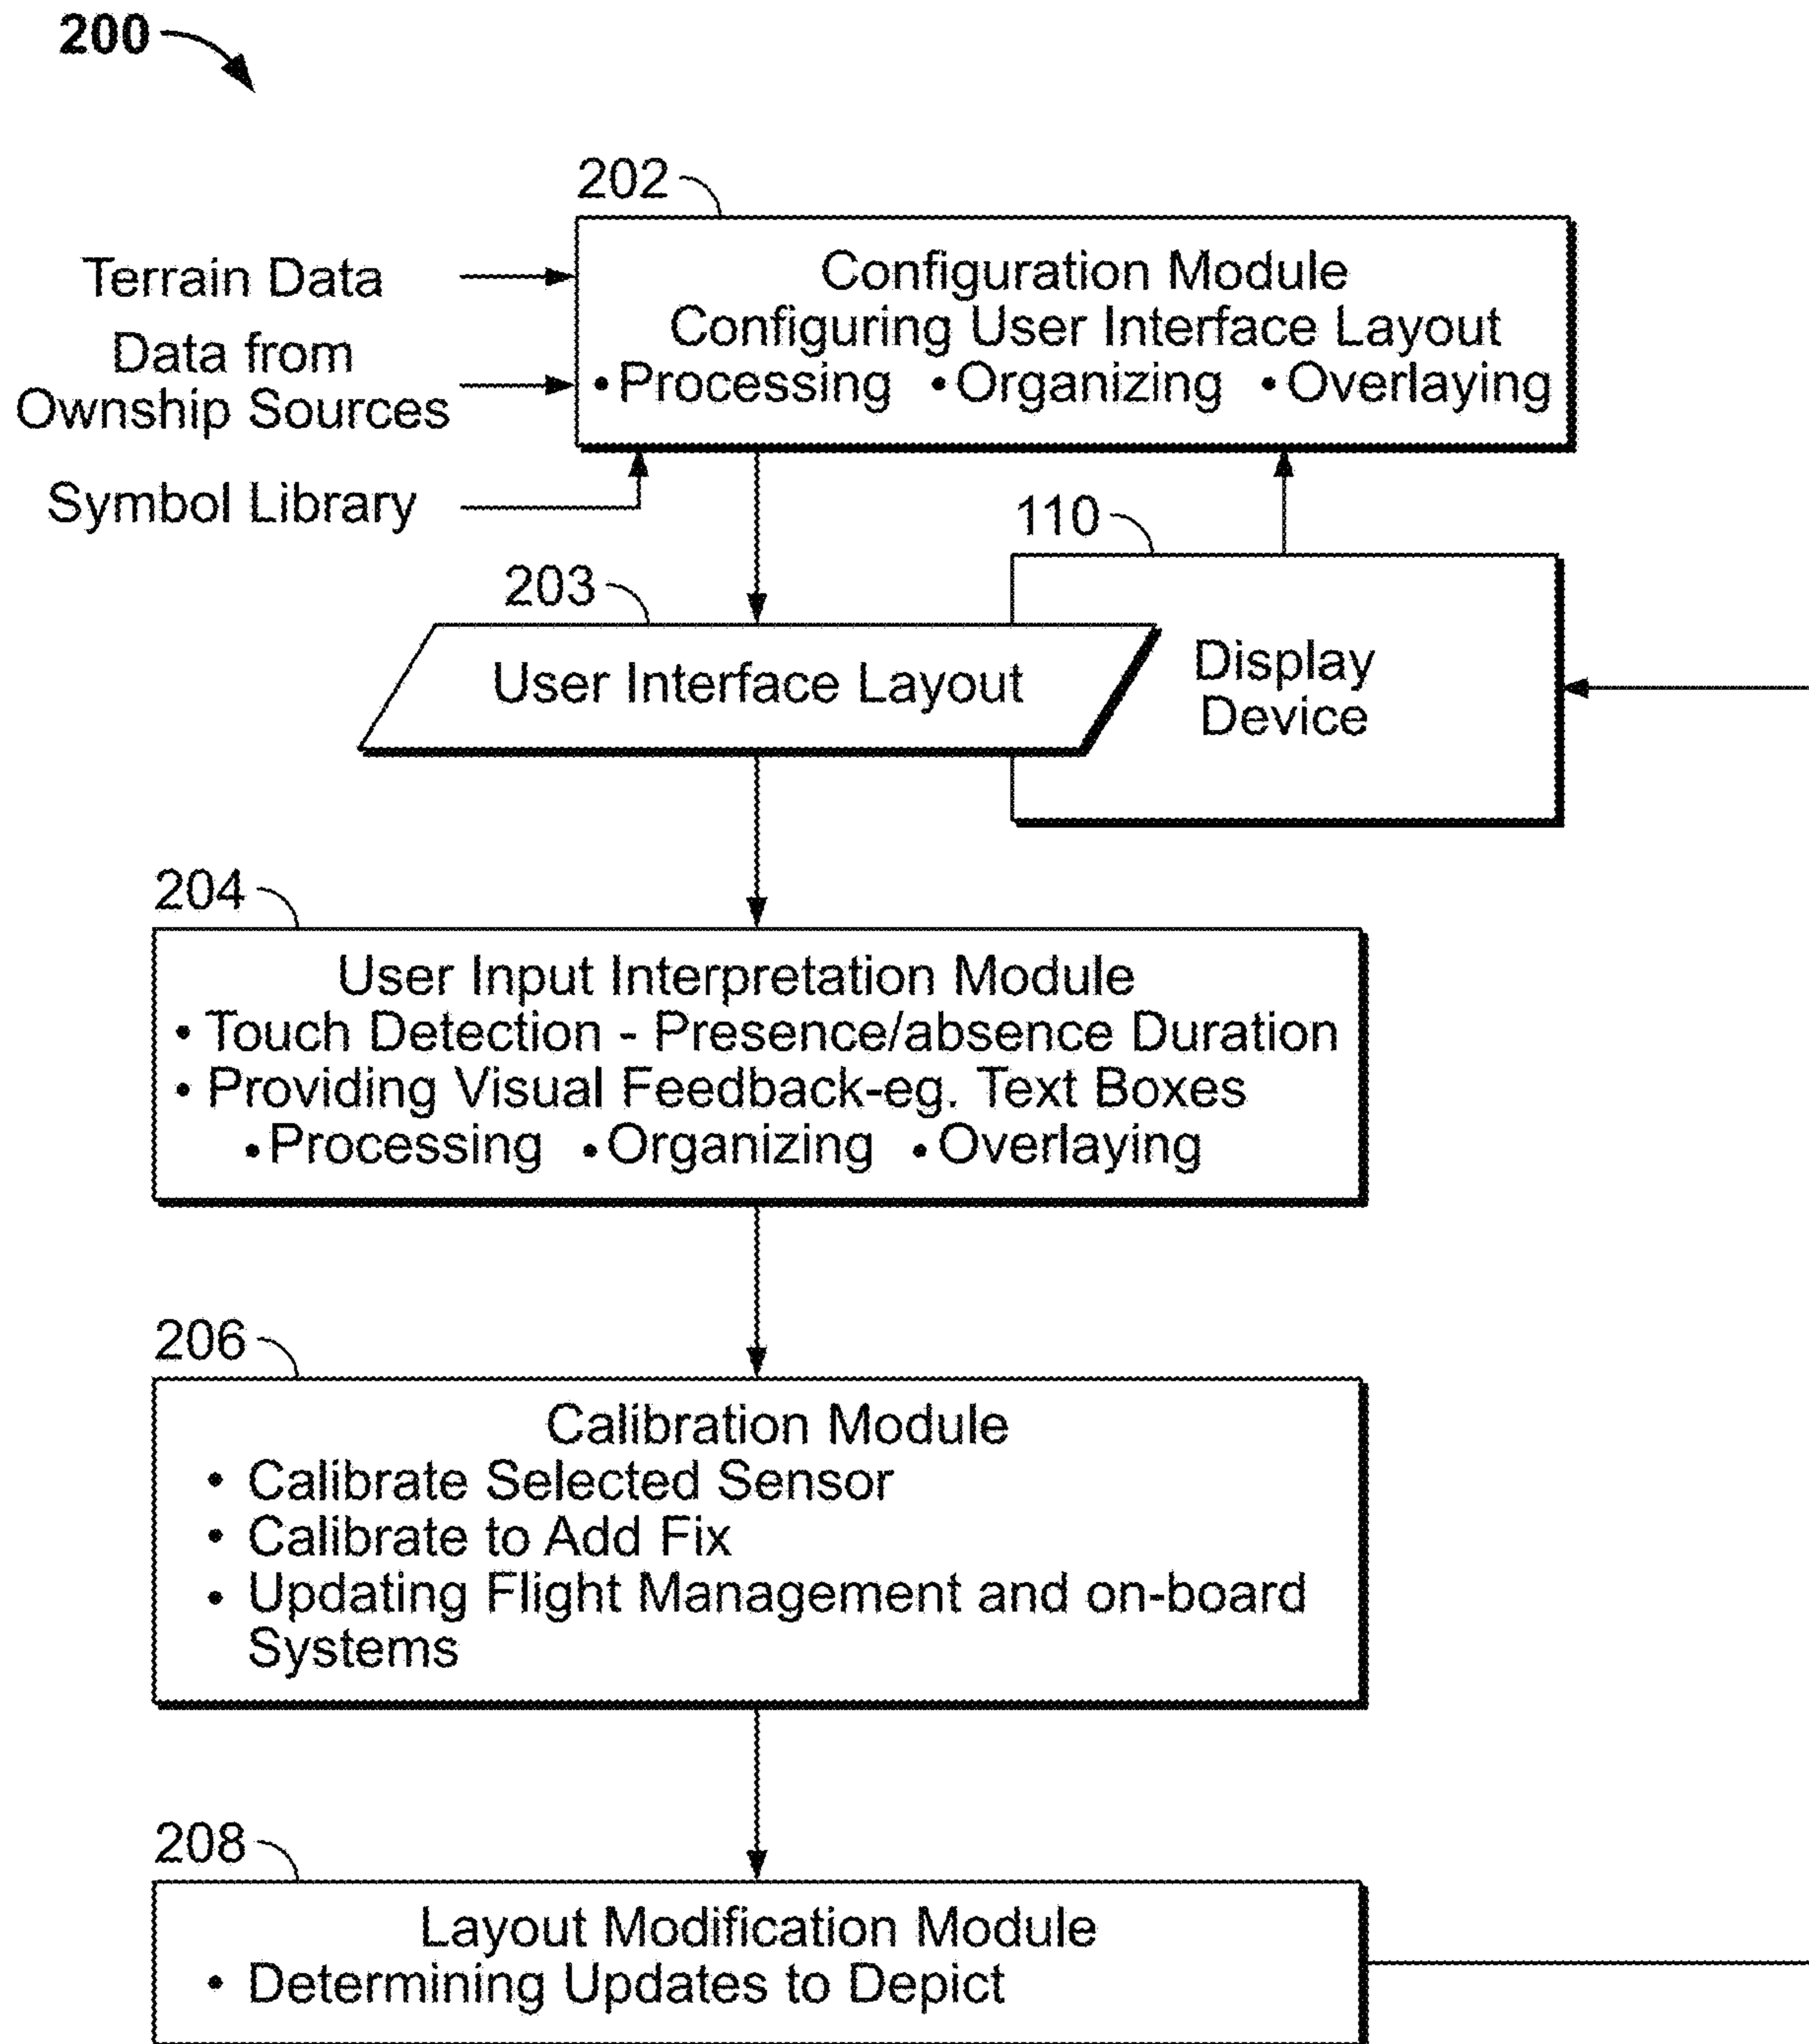 200
202
Terrain Data
Data from
Ownship Sources
Symbol Library
Configuration Module
Configuring User Interface Layout
• Processing • Organizing • Overlaying
110
203
User Interface Layout
Display
Device
204
User Input Interpretation Module
• Touch Detection - Presence/absence Duration
• Providing Visual Feedback-eg. Text Boxes
• Processing • Organizing • Overlaying
206
Calibration Module
• Calibrate Selected Sensor
• Calibrate to Add Fix
• Updating Flight Management and on-board
Systems
208
Layout Modification Module
• Determining Updates to Depict